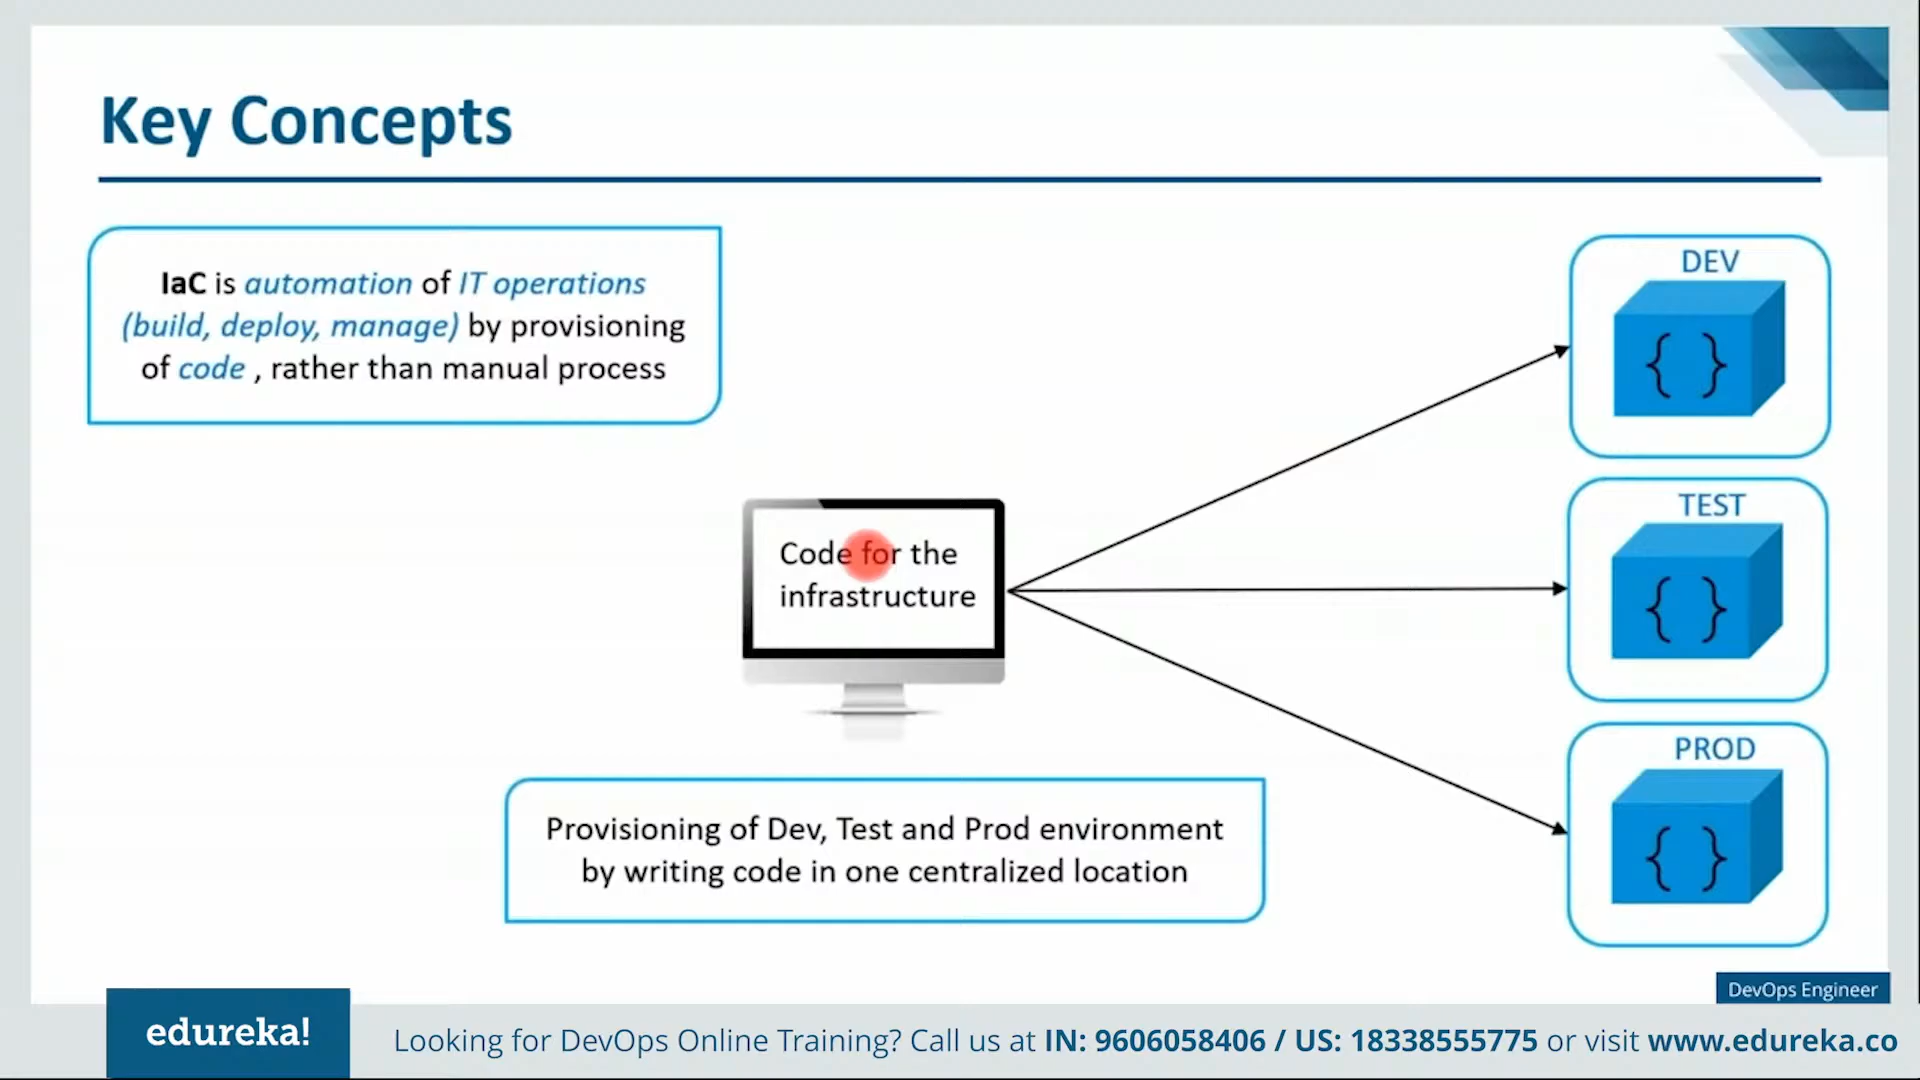 Key Concepts
IaC is automation of IT operations
(build, deploy, manage) by provisioning
of code , rather than manual process
DEV
{ }
Code for the
infrastructure
TEST
{ }
PROD
{ }
Provisioning of Dev, Test and Prod environment
by writing code in one centralized location
DevOps Engineer
edureka!
Looking for DevOps Online Training? Call us at IN: 9606058406 / US: 18338555775 or visit www.edureka.co